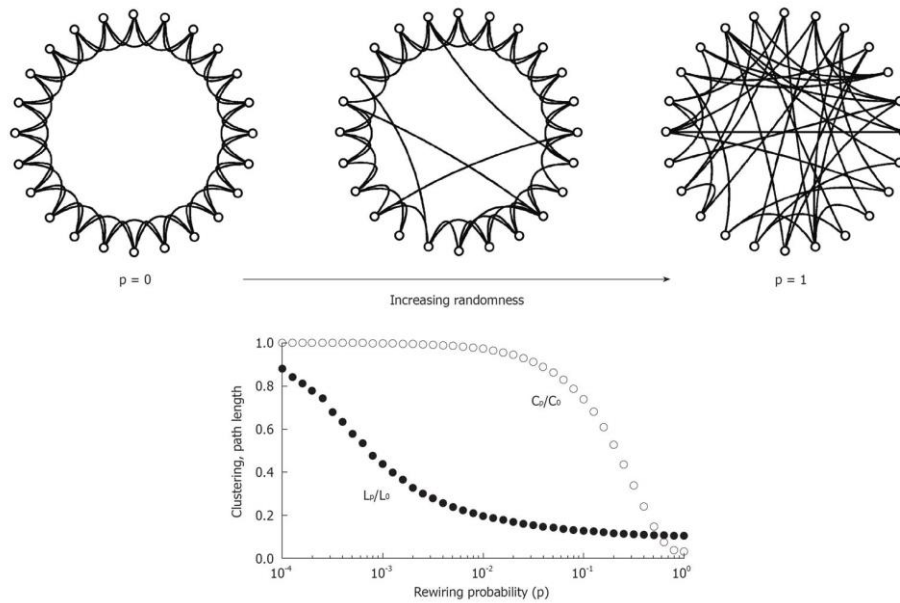 p = 0
p = 1
Increasing randomness
1.0
0.8
0.6
0.4
0.2
0.0
Clustering, path length
Cp/C0
Lp/L0
10-4
10-3
10-2
10-1
100
Rewiring probability (p)